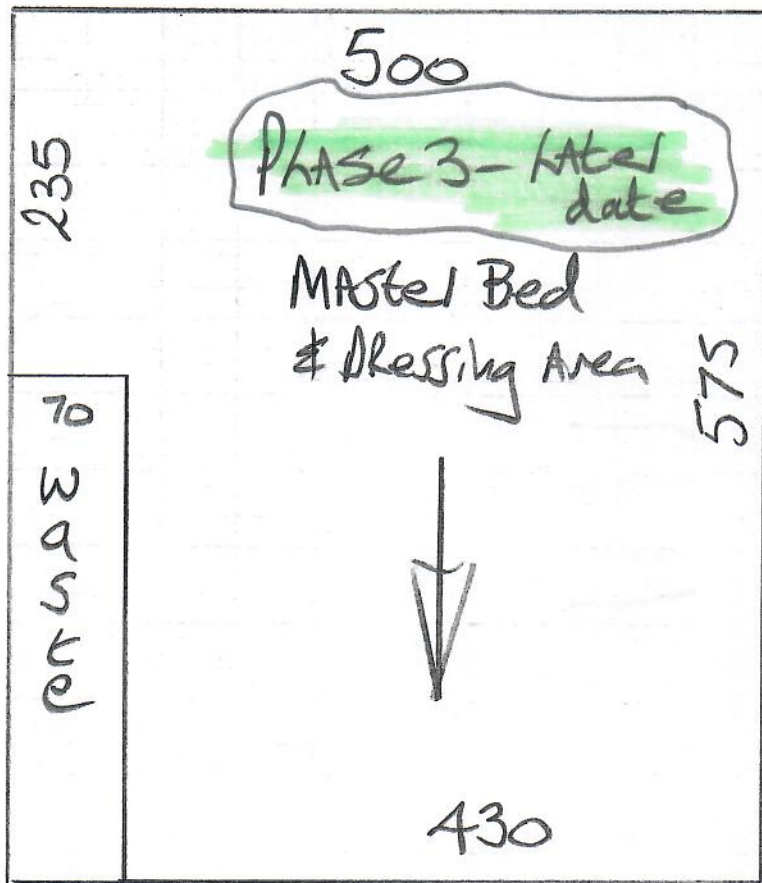 500
235
Phase 3 - Later
date
Master Bed
& Dressing Area
575
70
Waste
430